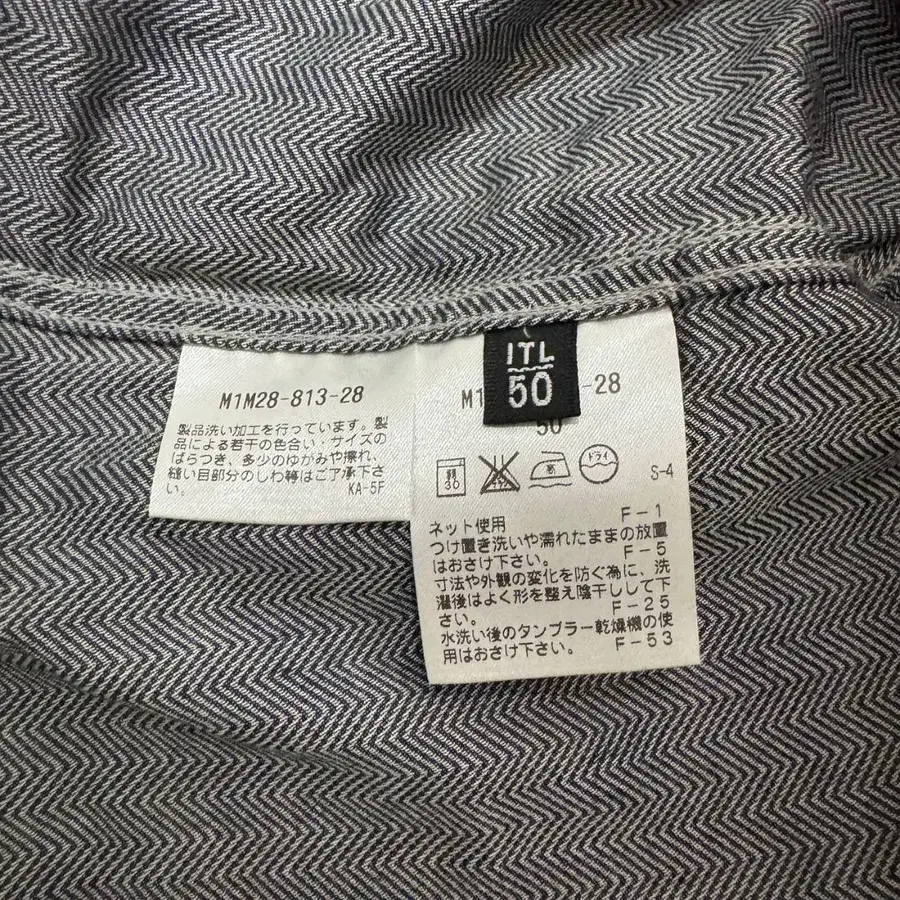 M1M28-813-28
製品洗い加工を行っています。製
品による若干の色合い・サイズの
ばらつき、多少のゆがみや擦れ、
縫い目部分のしわ等はご了承下さ
い。 KA-5F
ITL
50
M1 -28
50
30 ドライ S-4
ネット使用 F-1
つけ置き洗いや濡れたままの放置
はおさけ下さい。 F-5
寸法や外観の変化を防ぐ為に、洗
濯後はよく形を整え陰干しして下
さい。 F-25
水洗い後のタンブラー乾燥機の使
用はおさけ下さい。 F-53